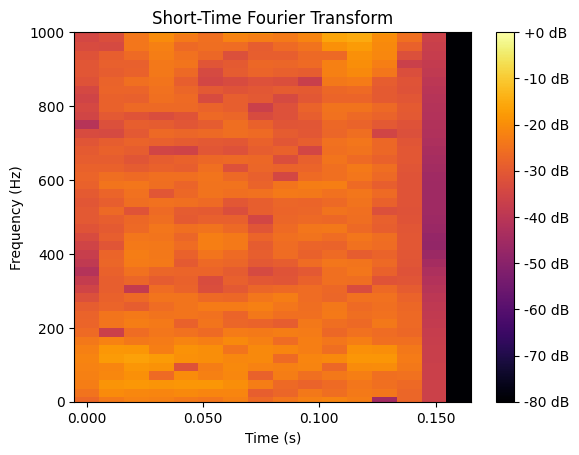 Short-Time Fourier Transform
1000
800
600
400
200
0
Frequency (Hz)
0.000
0.050
0.100
0.150
Time (s)
+0 dB
-10 dB
-20 dB
-30 dB
-40 dB
-50 dB
-60 dB
-70 dB
-80 dB